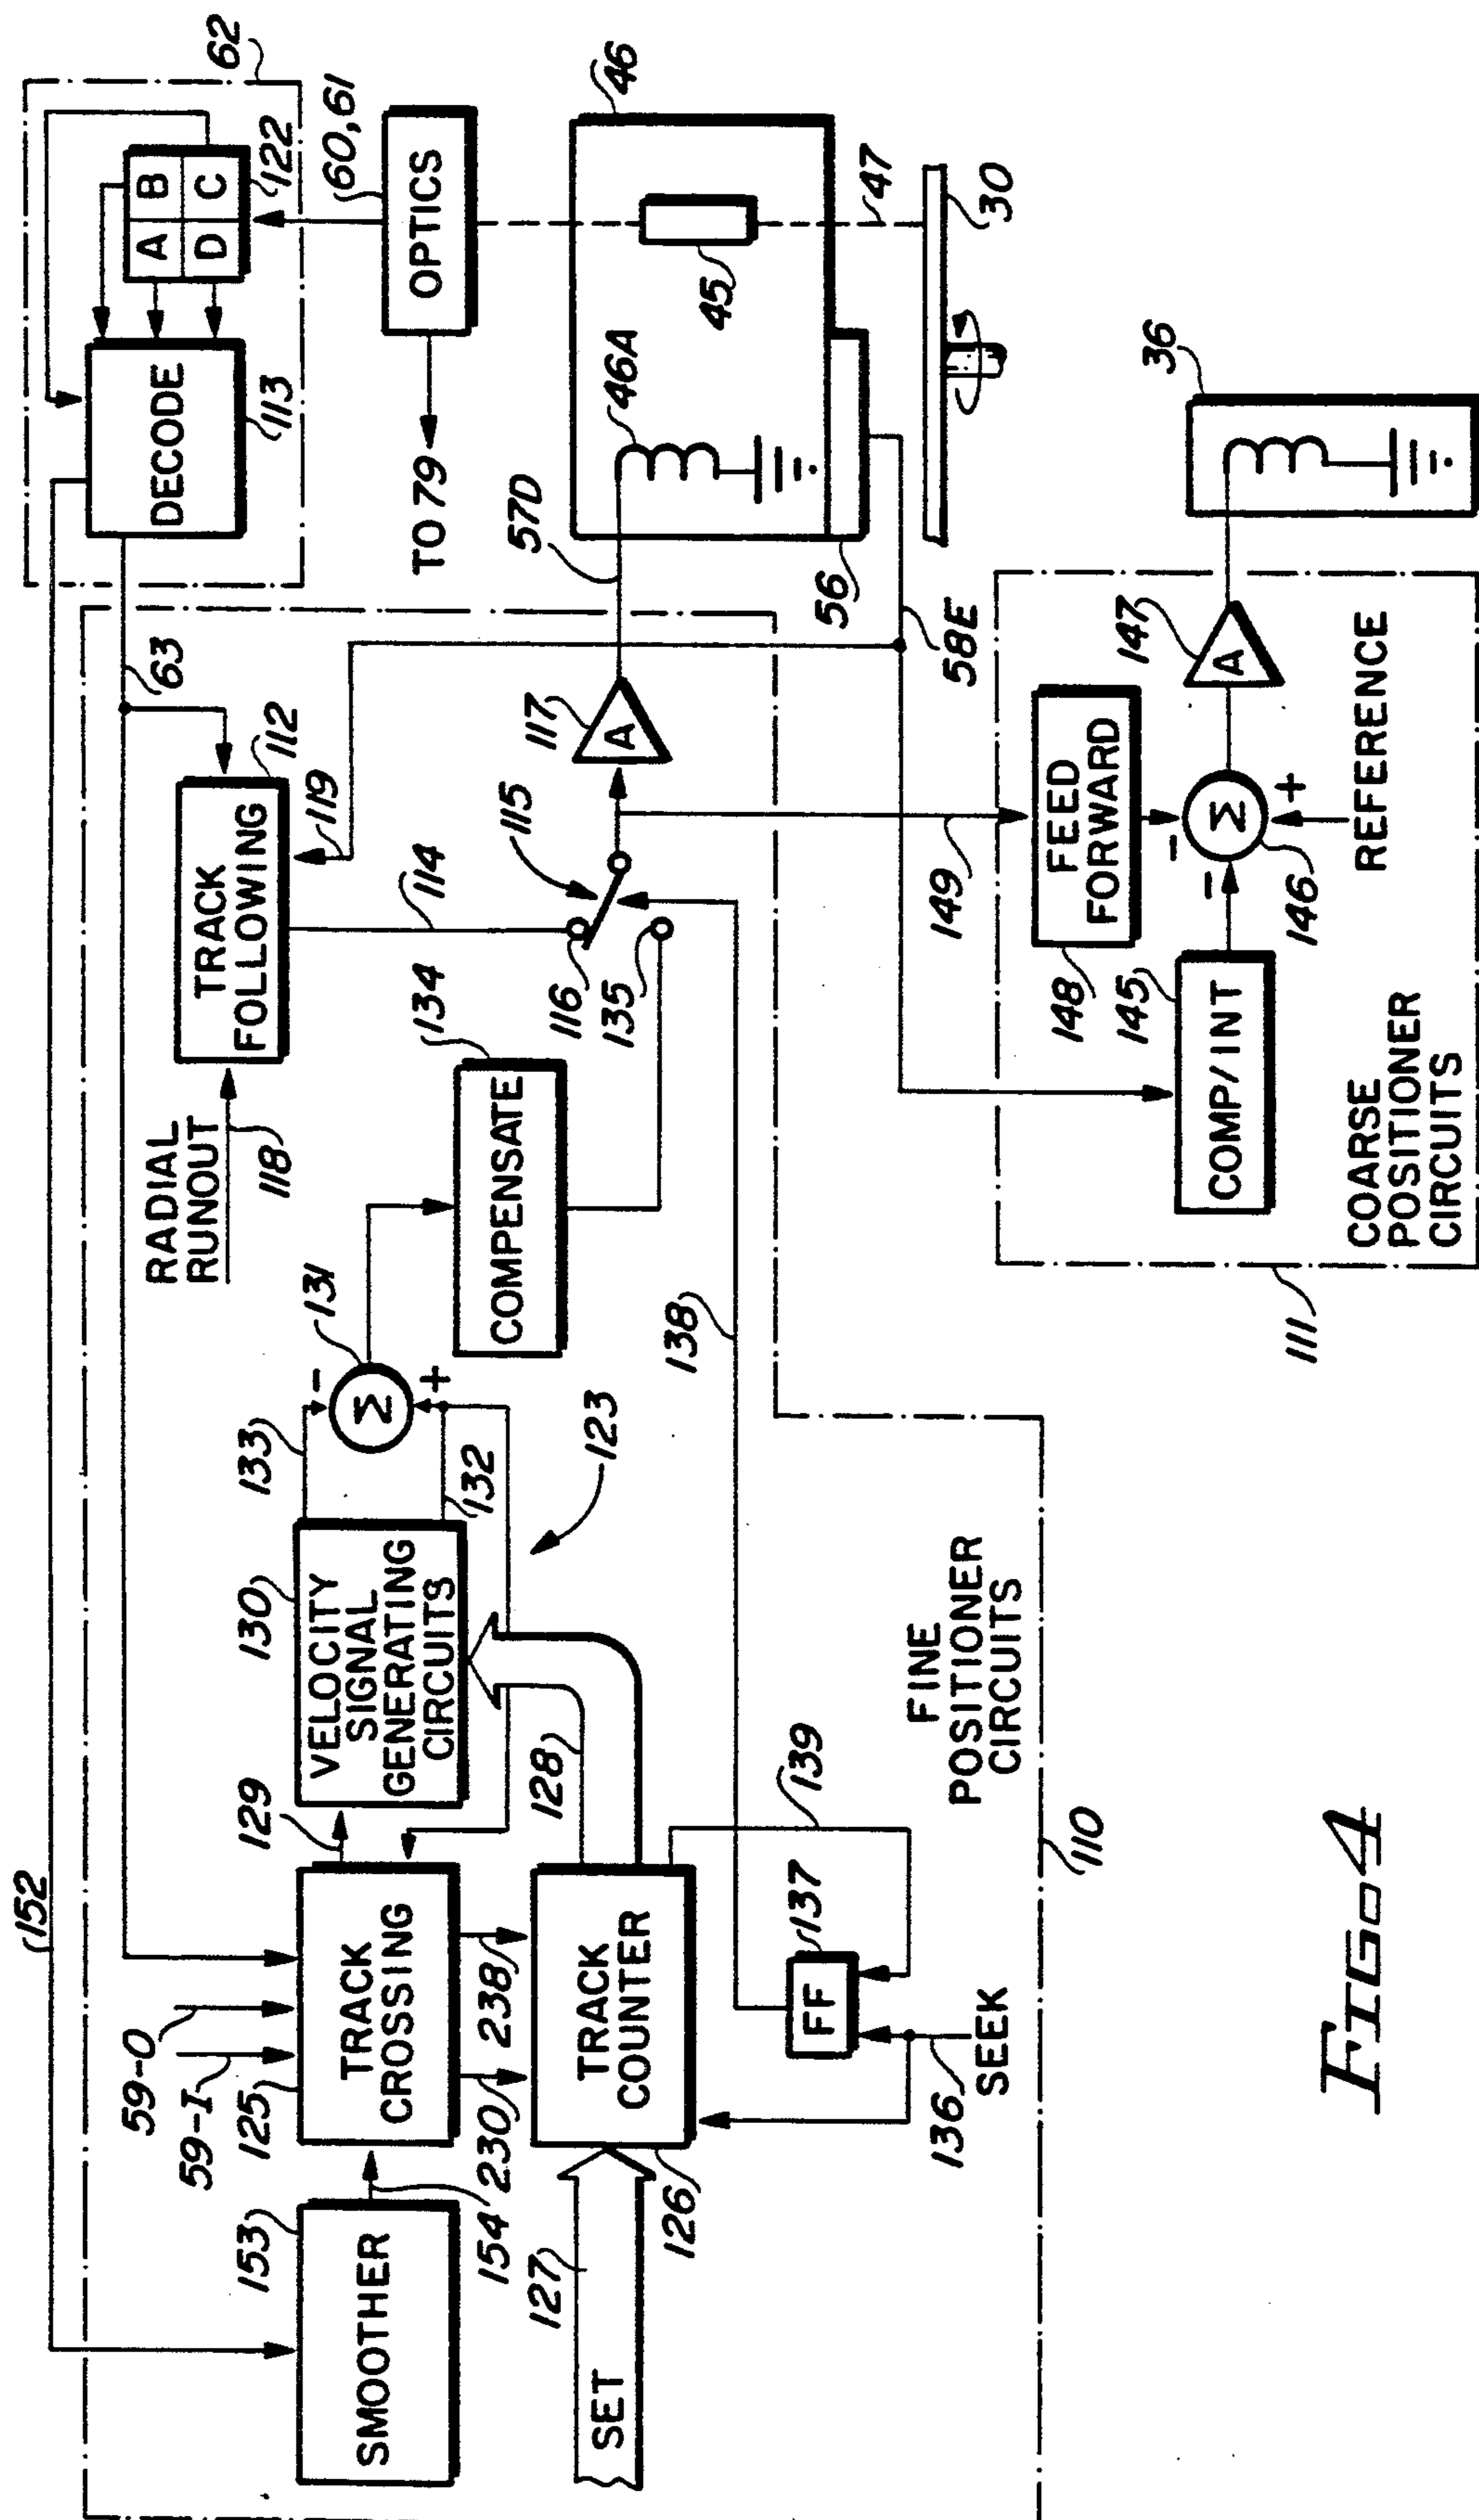 152
SMOOTHER
153
154
59-O
59-I
125
TRACK
CROSSING
129
230
238
SET
127
TRACK
COUNTER
126
128
VELOCITY
SIGNAL
GENERATING
CIRCUITS
130
133
132
Σ
131
-
+
123
COMPENSATE
134
RADIAL
RUNOUT
118
TRACK
FOLLOWING
112
119
114
63
DECODE
113
A
B
D
C
122
62
OPTICS
60, 61
TO 79
115
116
135
A
117
57D
46A
45
46
47
56
30
58E
138
FF
137
139
136
SEEK
FINE
POSITIONER
CIRCUITS
110
149
FEED
FORWARD
148
COMP/INT
145
-
-
Σ
+
146
REFERENCE
A
147
36
COARSE
POSITIONER
CIRCUITS
111
FIG-4